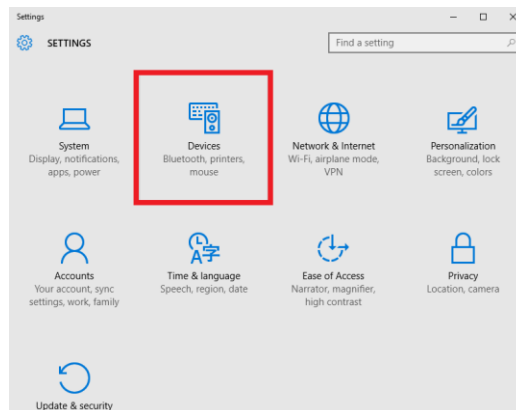 Settings
SETTINGS
Find a setting
System
Display, notifications,
apps, power
Devices
Bluetooth, printers,
mouse
Network & Internet
Wi-Fi, airplane mode,
VPN
Personalization
Background, lock
screen, colors
Accounts
Your account, sync
settings, work, family
Time & language
Speech, region, date
Ease of Access
Narrator, magnifier,
high contrast
Privacy
Location, camera
Update & security